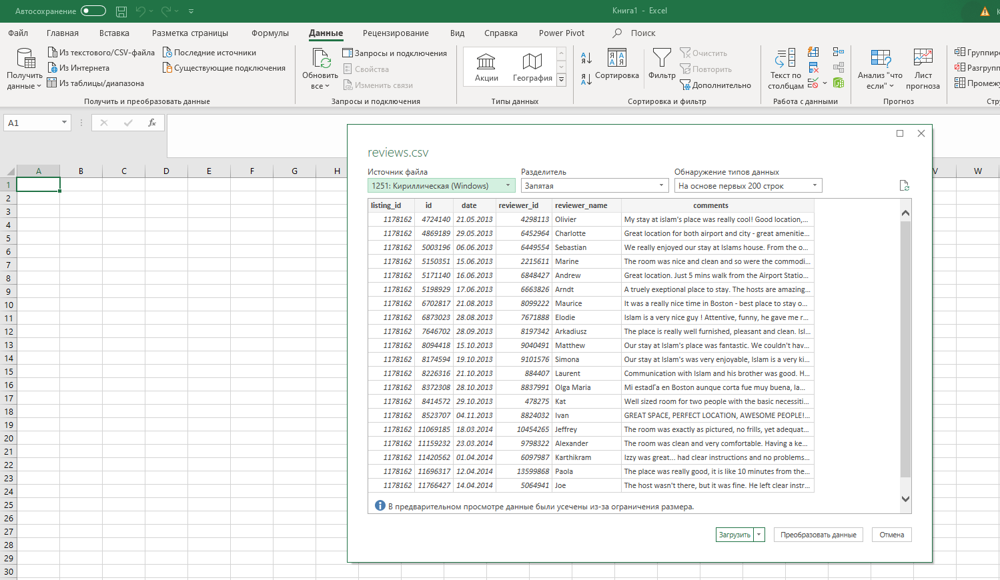 Автосохранение
Книга1 - Excel
Файл Главная Вставка Разметка страницы Формулы Данные Рецензирование Вид Справка Power Pivot Поиск
Получить данные
Из текстового/CSV-файла
Из Интернета
Из таблицы/диапазона
Последние источники
Существующие подключения
Получить и преобразовать данные
Обновить все
Запросы и подключения
Свойства
Изменить связи
Запросы и подключения
Акции
География
Типы данных
Сортировка
Фильтр
Очистить
Повторить
Дополнительно
Сортировка и фильтр
Текст по столбцам
Работа с данными
Анализ "что если"
Лист прогноза
Прогноз
A1
fx
A B C D E F G H V W
1
2
3
4
5
6
7
8
9
10
11
12
13
14
15
16
17
18
19
20
21
22
23
24
25
26
27
28
29
30
reviews.csv
Источник файла Разделитель Обнаружение типов данных
1251: Кириллическая (Windows) Запятая На основе первых 200 строк
listing_id id date reviewer_id reviewer_name comments
1178162 4724140 21.05.2013 4298113 Olivier My stay at islam's place was really cool! Good location,...
1178162 4869189 29.05.2013 6452964 Charlotte Great location for both airport and city - great amenitie...
1178162 5003196 06.06.2013 6449554 Sebastian We really enjoyed our stay at Islams house. From the o...
1178162 5150351 15.06.2013 2215611 Marine The room was nice and clean and so were the commodi...
1178162 5171140 16.06.2013 6848427 Andrew Great location. Just 5 mins walk from the Airport Statio...
1178162 5198929 17.06.2013 6663826 Arndt A truely exeptional place to stay. The hosts are amazing...
1178162 6702817 21.08.2013 8099222 Maurice It was a really nice time in Boston - best place to stay o...
1178162 6873023 28.08.2013 7671888 Elodie Islam is a very nice guy ! Attentive, funny, he gave me r...
1178162 7646702 28.09.2013 8197342 Arkadiusz The place is really well furnished, pleasant and clean. Isl...
1178162 8094418 15.10.2013 9040491 Matthew Our stay at Islam's place was fantastic. We couldn't hav...
1178162 8174594 19.10.2013 9101576 Simona Our stay at Islam's was very enjoyable, Islam is a very ki...
1178162 8226316 21.10.2013 884407 Laurent Communication with Islam and his brother was good. H...
1178162 8372308 28.10.2013 8837991 Olga Maria Mi estadГ­a en Boston aunque corta fue muy buena, la...
1178162 8414572 29.10.2013 478275 Kat Well sized room for two people with the basic necessiti...
1178162 8523707 04.11.2013 8824032 Ivan GREAT SPACE, PERFECT LOCATION, AWESOME PEOPLE!...
1178162 11069185 18.03.2014 10454265 Jeffrey The room was exactly as pictured, no frills, yet adequat...
1178162 11159232 23.03.2014 9798322 Alexander The room was clean and very comfortable. Having a ke...
1178162 11420562 01.04.2014 6097987 Karthikram Izzy was great... had clear instructions and no problems...
1178162 11696317 12.04.2014 13599868 Paola The place was really good, it is like 10 minutes from the...
1178162 11766427 14.04.2014 5064941 Joe The host wasn't there, but it was fine. He left clear instr...
В предварительном просмотре данные были усечены из-за ограничения размера.
Загрузить Преобразовать данные Отмена